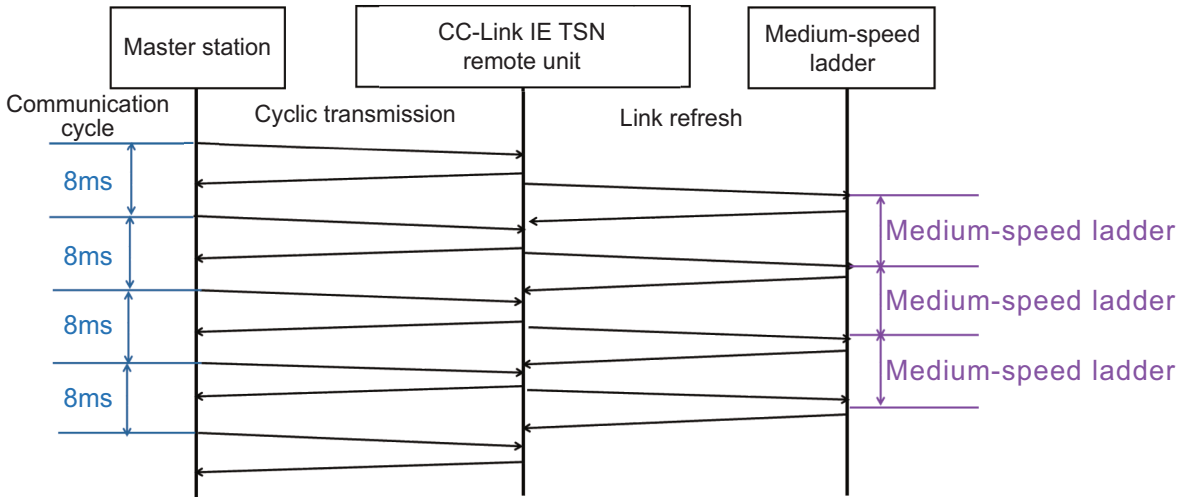 Master station
CC-Link IE TSN
remote unit
Medium-speed
ladder
Communication
cycle
Cyclic transmission
Link refresh
8ms
8ms
8ms
8ms
Medium-speed ladder
Medium-speed ladder
Medium-speed ladder